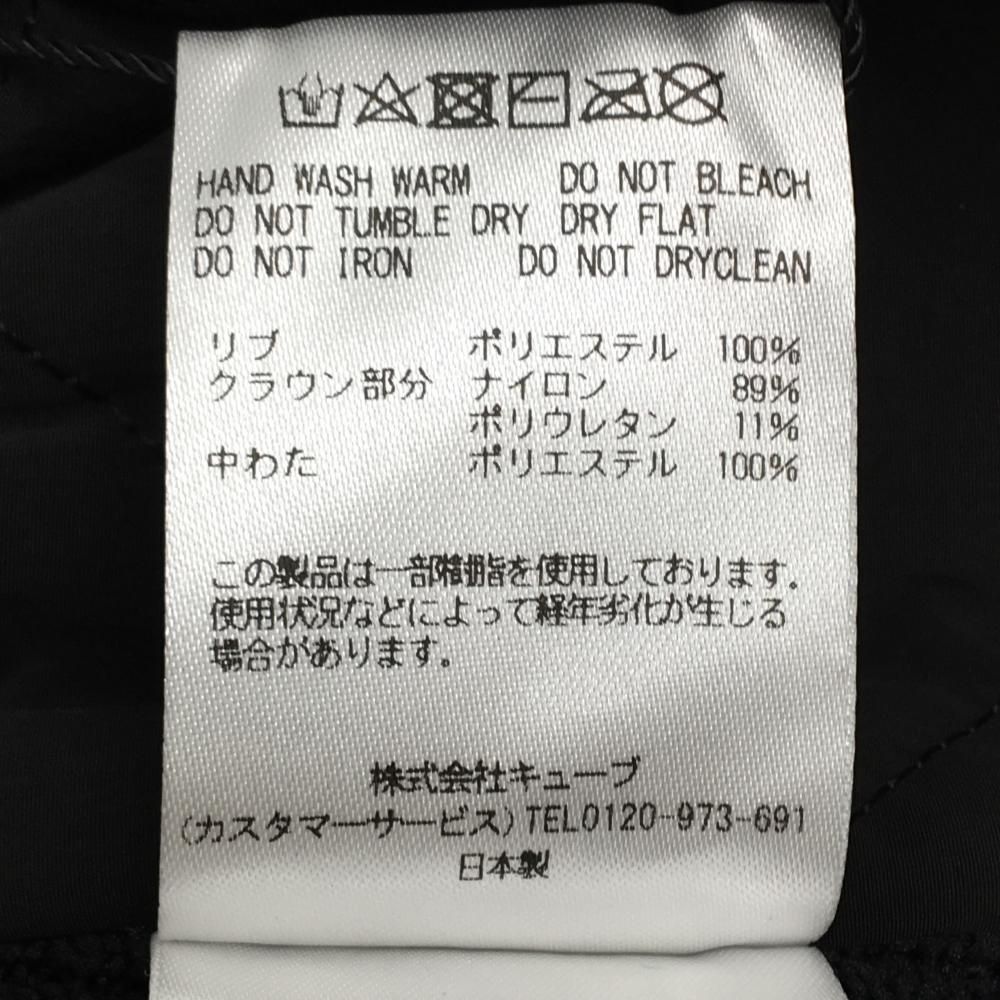 HAND WASH WARM DO NOT BLEACH
DO NOT TUMBLE DRY DRY FLAT
DO NOT IRON DO NOT DRYCLEAN
リブ ポリエステル 100%
クラウン部分 ナイロン 89%
ポリウレタン 11%
中わた ポリエステル 100%
この製品は一部樹脂を使用しております。
使用状況などによって経年劣化が生じる
場合があります。
株式会社キューブ
(カスタマーサービス)TEL0120-973-691
日本製